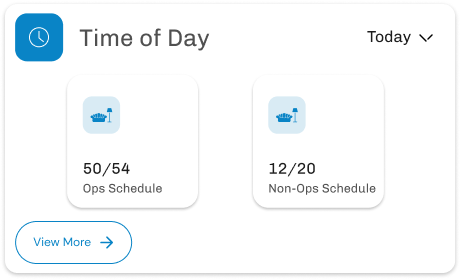 Time of Day
Today
50/54
Ops Schedule
12/20
Non-Ops Schedule
View More